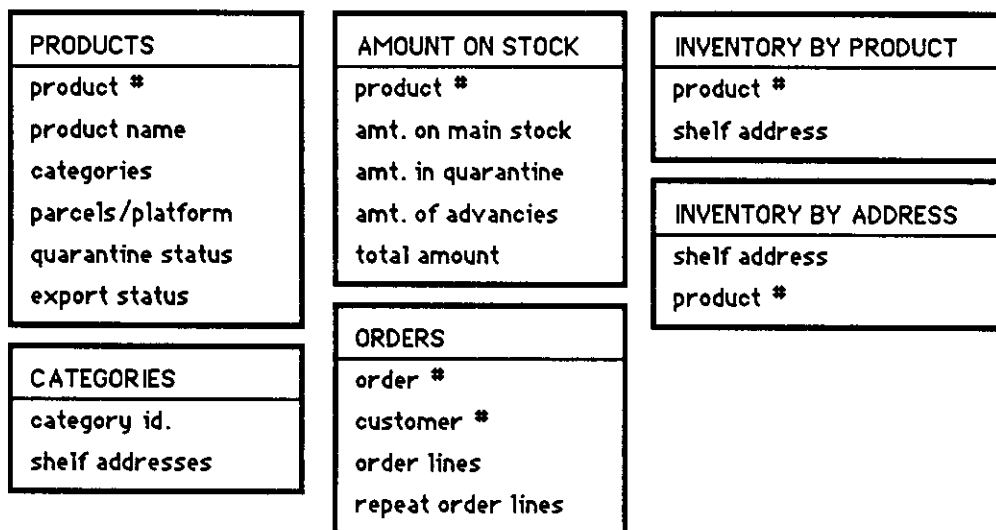 PRODUCTS
product #
product name
categories
parcels/platform
quarantine status
export status
CATEGORIES
category id.
shelf addresses
AMOUNT ON STOCK
product #
amt. on main stock
amt. in quarantine
amt. of advancies
total amount
ORDERS
order #
customer #
order lines
repeat order lines
INVENTORY BY PRODUCT
product #
shelf address
INVENTORY BY ADDRESS
shelf address
product #